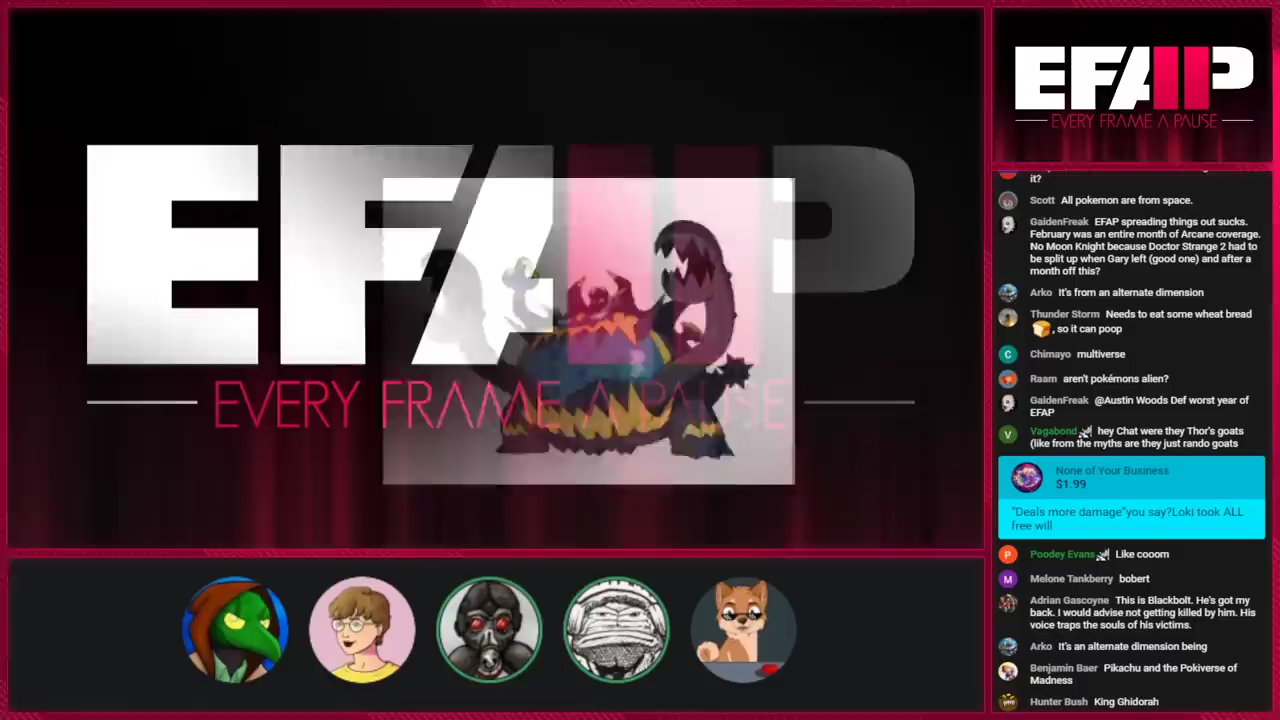 EFAP
EVERY FRAME A PAUSE
EFAP
EVERY FRAME A PAUSE
it?
Scott All pokemon are from space.
GaidenFreak EFAP spreading things out sucks.
February was an entire month of Arcane coverage.
No Moon Knight because Doctor Strange 2 had to
be split up when Gary left (good one) and after a
month off this?
Arko It's from an alternate dimension
Thunder Storm Needs to eat some wheat bread
, so it can poop
C
Chimayo multiverse
Raam aren't pokémons alien?
GaidenFreak @Austin Woods Def worst year of
EFAP
V
Vagabond hey Chat were they Thor's goats
(like from the myths are they just rando goats
None of Your Business
$1.99
"Deals more damage"you say?Loki took ALL
free will
P
Poodey Evans Like cooom
M
Melone Tankberry bobert
Adrian Gascoyne This is Blackbolt. He's got my
back. I would advise not getting killed by him. His
voice traps the souls of his victims.
Arko It's an alternate dimension being
Benjamin Baer Pikachu and the Pokiverse of
Madness
Hunter Bush King Ghidorah